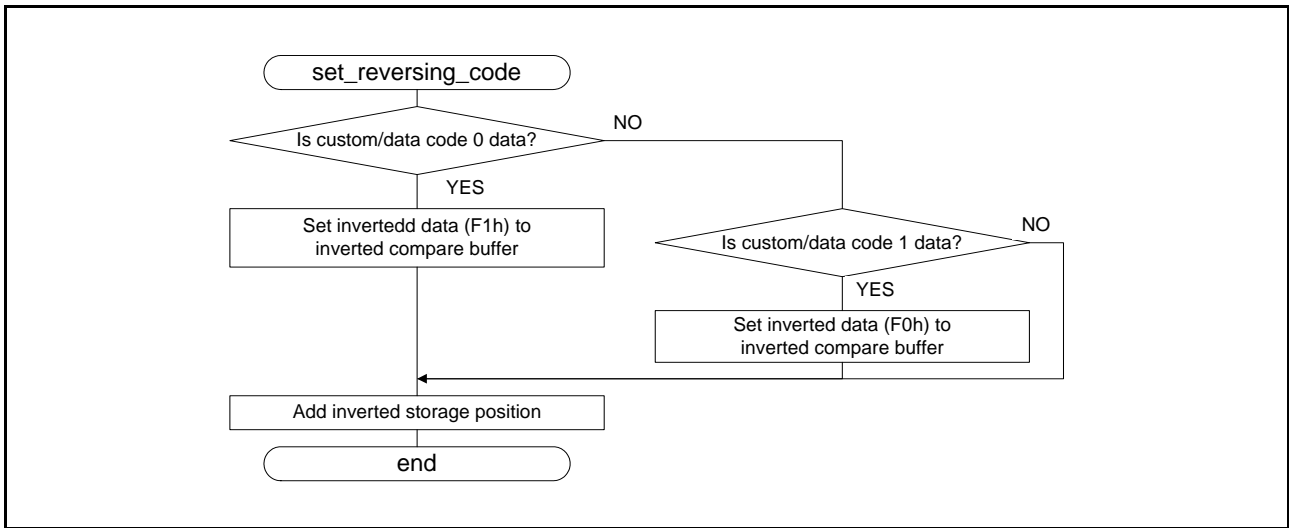 set_reversing_code
Is custom/data code 0 data?
NO
YES
Set invertedd data (F1h) to
inverted compare buffer
Is custom/data code 1 data?
NO
YES
Set inverted data (F0h) to
inverted compare buffer
Add inverted storage position
end